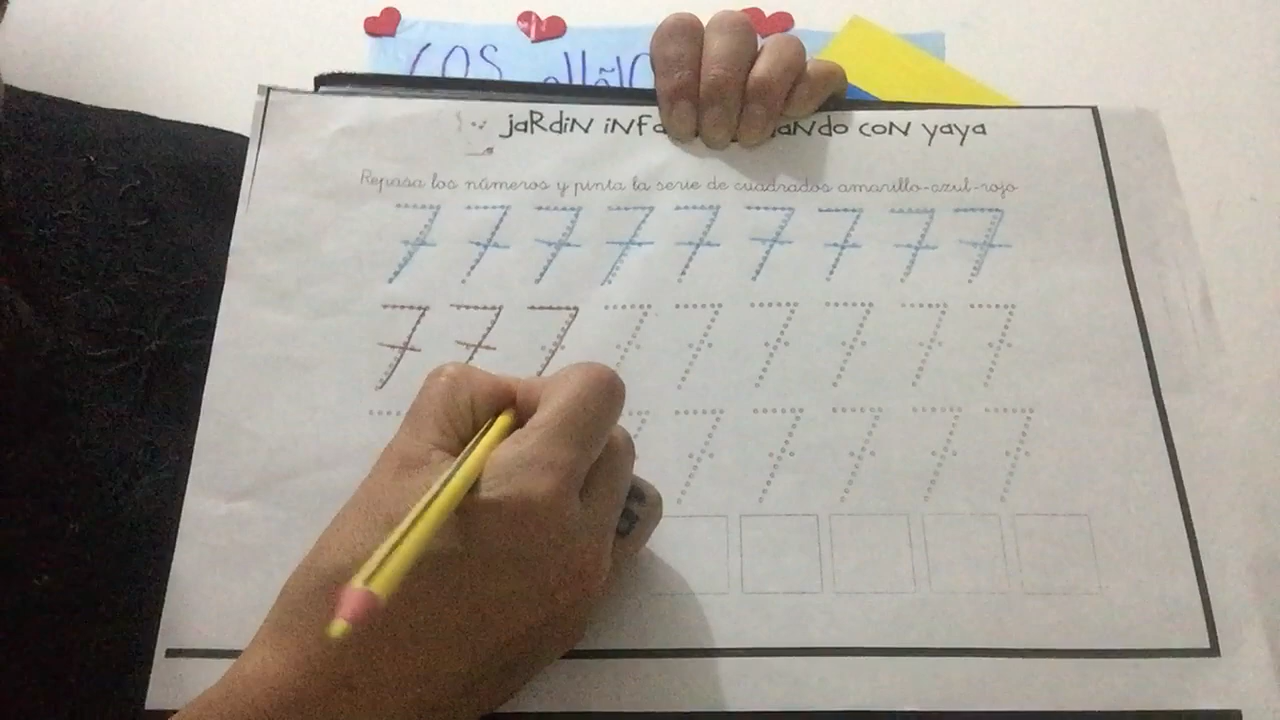 los
jaRdiN iNfa ando coN yaya
Repasa los números y pinta la serie de cuadrados amarillo-azul-rojo
7 7 7 7 7 7 7 7 7
7 7 7 7 7 7 7 7 7
7 7 7 7 7 7